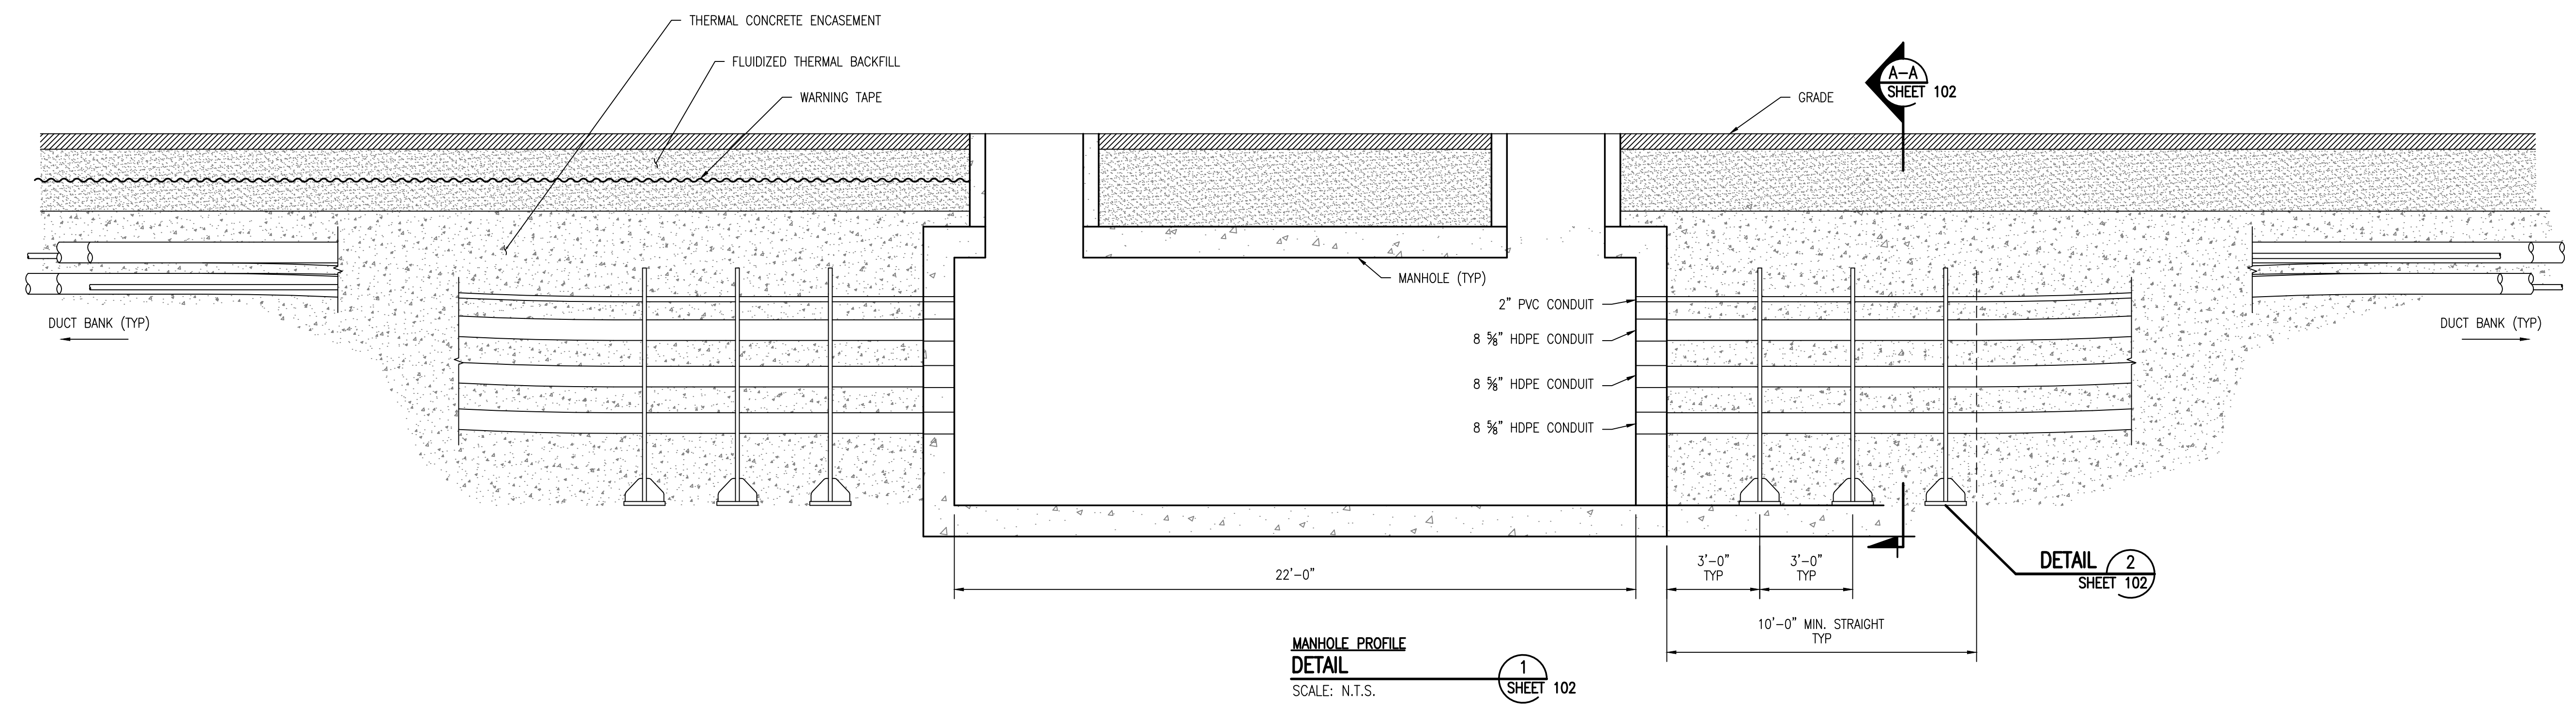 THERMAL CONCRETE ENCASEMENT
FLUIDIZED THERMAL BACKFILL
WARNING TAPE
GRADE
A-A
SHEET 102
MANHOLE (TYP)
2" PVC CONDUIT
8 ⅝" HDPE CONDUIT
8 ⅝" HDPE CONDUIT
8 ⅝" HDPE CONDUIT
DUCT BANK (TYP)
DUCT BANK (TYP)
22'-0"
3'-0"
TYP
3'-0"
TYP
10'-0" MIN. STRAIGHT
TYP
DETAIL 2
SHEET 102
MANHOLE PROFILE
DETAIL 1
SCALE: N.T.S. SHEET 102